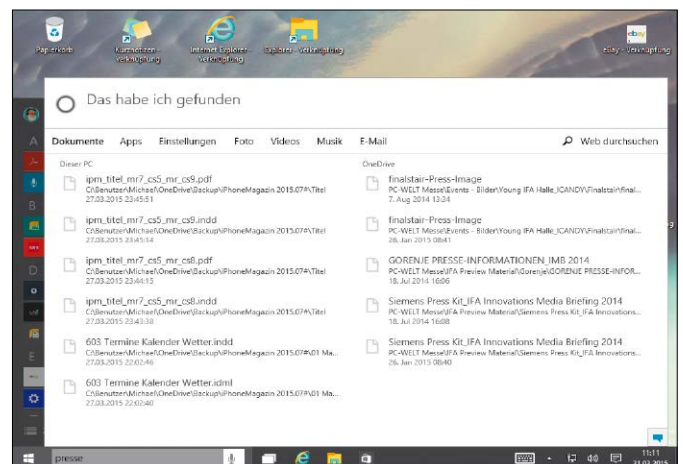 Papierkorb
Kurznotizen - Verknüpfung
Internet Explorer - Verknüpfung
Explorer - Verknüpfung
ebay
eBay - Verknüpfung
Das habe ich gefunden
Dokumente Apps Einstellungen Foto Videos Musik E-Mail
Web durchsuchen
Dieser PC
ipm_titel_mr7_cs5_mr_cs9.pdf
C:\Benutzer\Michael\OneDrive\Backup\iPhoneMagazin 2015.07#\Titel
27.03.2015 23:45:51
ipm_titel_mr7_cs5_mr_cs9.indd
C:\Benutzer\Michael\OneDrive\Backup\iPhoneMagazin 2015.07#\Titel
27.03.2015 23:45:14
ipm_titel_mr7_cs5_mr_cs8.pdf
C:\Benutzer\Michael\OneDrive\Backup\iPhoneMagazin 2015.07#\Titel
27.03.2015 23:44:15
ipm_titel_mr7_cs5_mr_cs8.indd
C:\Benutzer\Michael\OneDrive\Backup\iPhoneMagazin 2015.07#\Titel
27.03.2015 23:43:38
603 Termine Kalender Wetter.indd
C:\Benutzer\Michael\OneDrive\Backup\iPhoneMagazin 2015.07#\01 Ma...
27.03.2015 22:02:46
603 Termine Kalender Wetter.idml
C:\Benutzer\Michael\OneDrive\Backup\iPhoneMagazin 2015.07#\01 Ma...
27.03.2015 22:02:40
OneDrive
finalstair-Press-Image
PC-WELT Messe\Events - Bilder\Young IFA Halle_ICANDY\Finalstair\final...
7. Aug 2014 13:34
finalstair-Press-Image
PC-WELT Messe\Events - Bilder\Young IFA Halle_ICANDY\Finalstair\final...
26. Jan 2015 08:41
GORENJE PRESSE-INFORMATIONEN_IMB 2014
PC-WELT Messe\IFA Preview Material\Gorenje\GORENJE PRESSE-INFOR...
18. Jul 2014 16:06
Siemens Press Kit_IFA Innovations Media Briefing 2014
PC-WELT Messe\IFA Preview Material\Siemens Press Kit_IFA Innovations...
18. Jul 2014 16:08
Siemens Press Kit_IFA Innovations Media Briefing 2014
PC-WELT Messe\IFA Preview Material\Siemens Press Kit_IFA Innovations...
26. Jan 2015 08:40
A
B
D
E
presse
11:11
31.03.2015